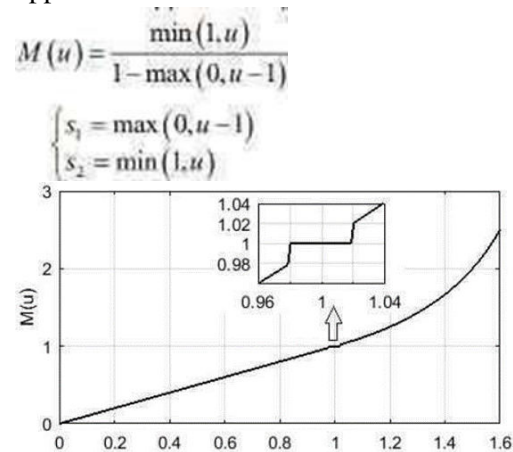 M(u) = min(1,u) / 1 − max(0,u−1)
s₁ = max(0,u−1)
s₂ = min(1,u)
3
2
1
0
M(u)
1.04
1.02
1
0.98
0.96 1 1.04
0 0.2 0.4 0.6 0.8 1 1.2 1.4 1.6